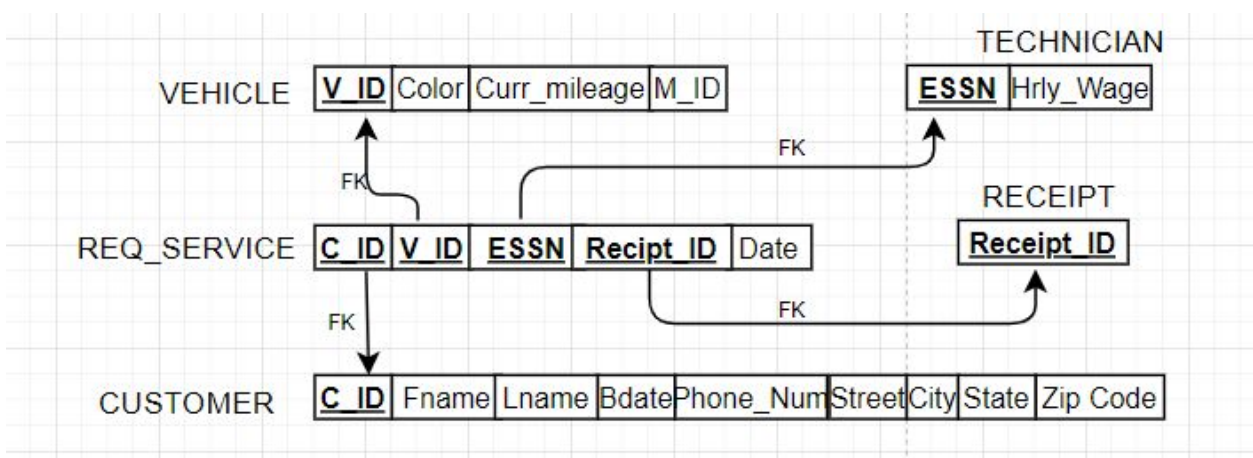 TECHNICIAN
VEHICLE V_ID Color Curr_mileage M_ID ESSN Hrly_Wage
FK
FK
RECEIPT
REQ_SERVICE C_ID V_ID ESSN Recipt_ID Date Receipt_ID
FK
FK
CUSTOMER C_ID Fname Lname Bdate Phone_Num Street City State Zip Code